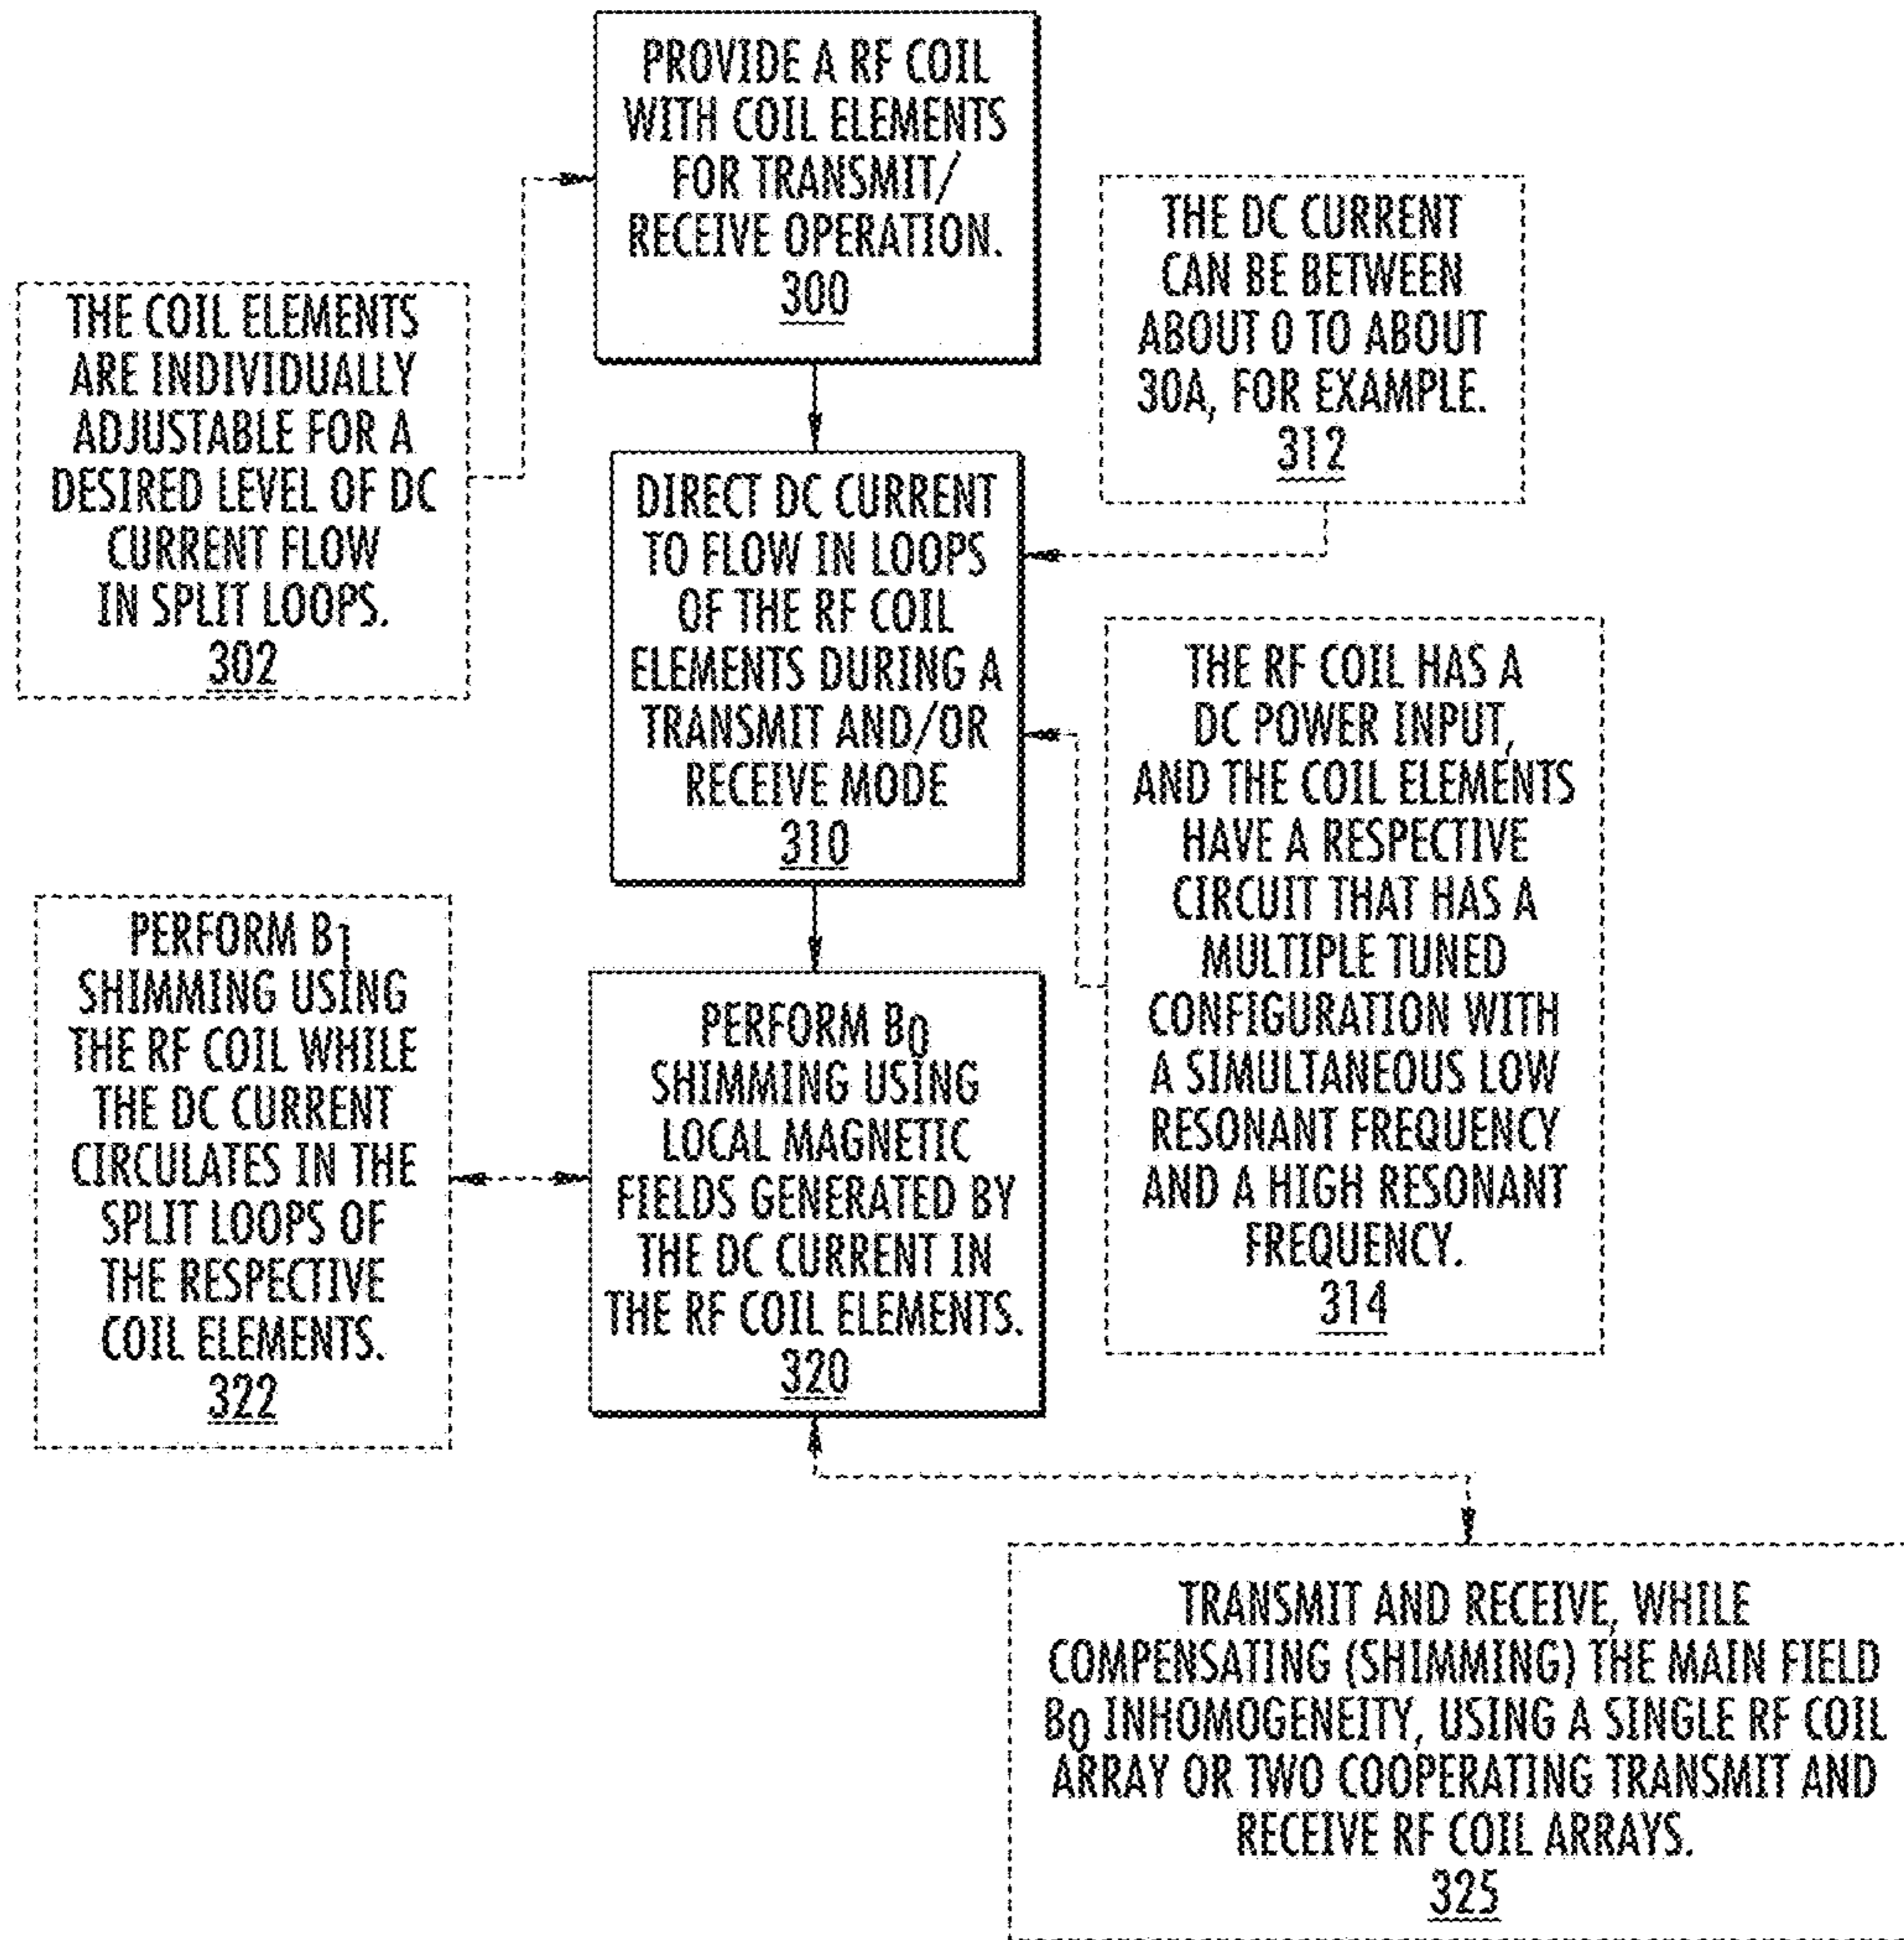 PROVIDE A RF COIL
WITH COIL ELEMENTS
FOR TRANSMIT/
RECEIVE OPERATION.
300
THE COIL ELEMENTS
ARE INDIVIDUALLY
ADJUSTABLE FOR A
DESIRED LEVEL OF DC
CURRENT FLOW
IN SPLIT LOOPS.
302
THE DC CURRENT
CAN BE BETWEEN
ABOUT 0 TO ABOUT
30A, FOR EXAMPLE.
312
DIRECT DC CURRENT
TO FLOW IN LOOPS
OF THE RF COIL
ELEMENTS DURING A
TRANSMIT AND/OR
RECEIVE MODE
310
THE RF COIL HAS A
DC POWER INPUT,
AND THE COIL ELEMENTS
HAVE A RESPECTIVE
CIRCUIT THAT HAS A
MULTIPLE TUNED
CONFIGURATION WITH
A SIMULTANEOUS LOW
RESONANT FREQUENCY
AND A HIGH RESONANT
FREQUENCY.
314
PERFORM B1
SHIMMING USING
THE RF COIL WHILE
THE DC CURRENT
CIRCULATES IN THE
SPLIT LOOPS OF
THE RESPECTIVE
COIL ELEMENTS.
322
PERFORM B0
SHIMMING USING
LOCAL MAGNETIC
FIELDS GENERATED BY
THE DC CURRENT IN
THE RF COIL ELEMENTS.
320
TRANSMIT AND RECEIVE, WHILE
COMPENSATING (SHIMMING) THE MAIN FIELD
B0 INHOMOGENEITY, USING A SINGLE RF COIL
ARRAY OR TWO COOPERATING TRANSMIT AND
RECEIVE RF COIL ARRAYS.
325